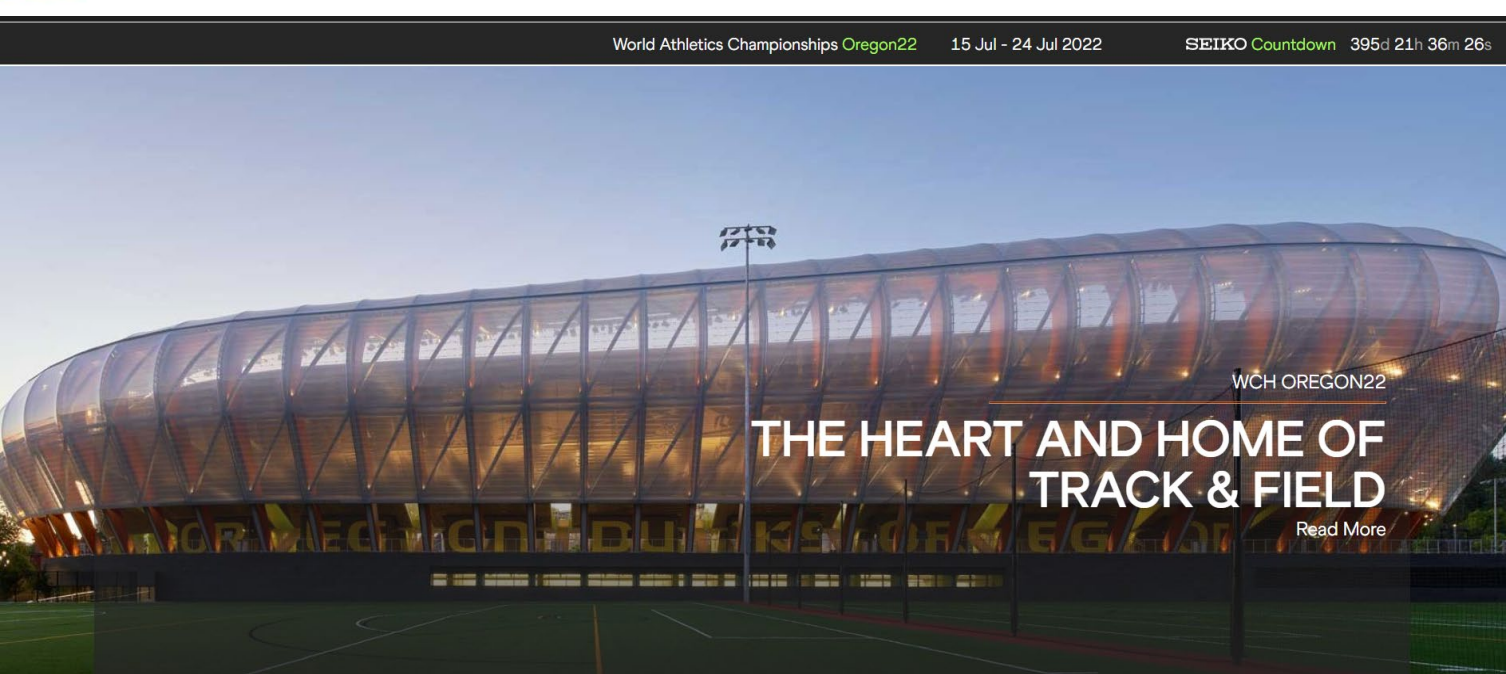 World Athletics Championships Oregon22 15 Jul - 24 Jul 2022 SEIKO Countdown 395d 21h 36m 26s
WCH OREGON22
THE HEART AND HOME OF
TRACK & FIELD
Read More